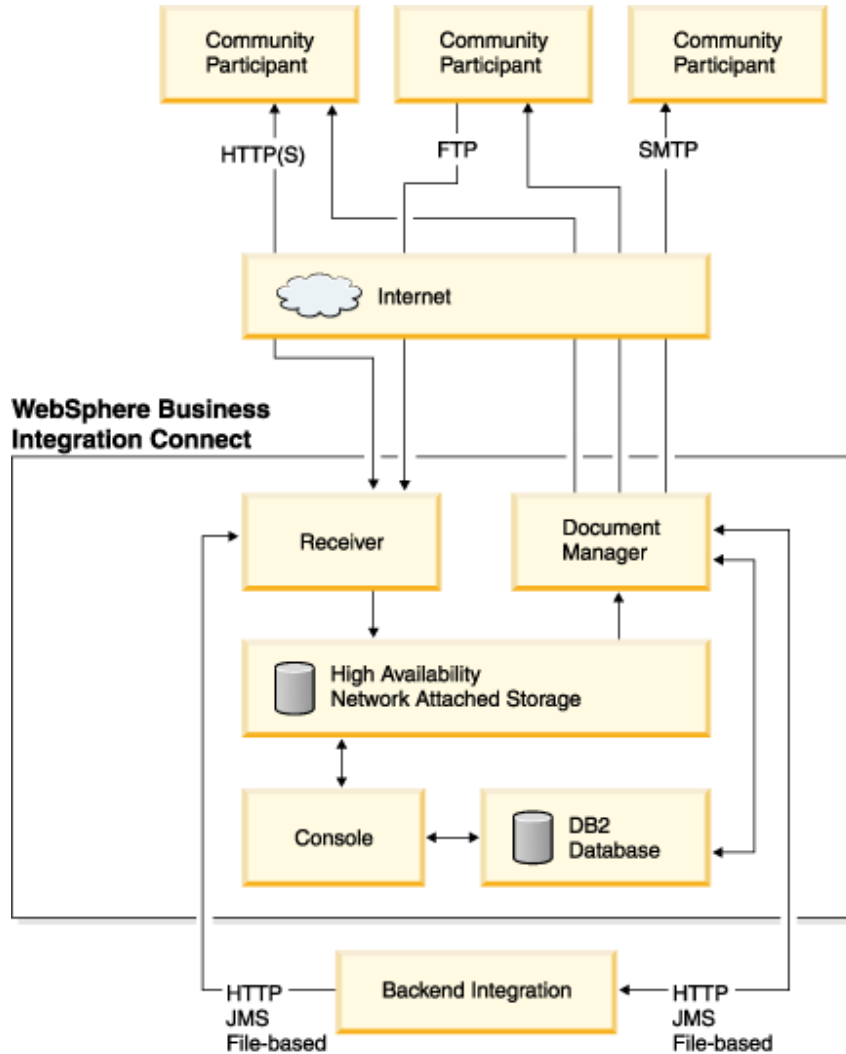 Community
Participant
Community
Participant
Community
Participant
HTTP(S)
FTP
SMTP
Internet
WebSphere Business
Integration Connect
Receiver
Document
Manager
High Availability
Network Attached Storage
Console
DB2
Database
Backend Integration
HTTP
JMS
File-based
HTTP
JMS
File-based